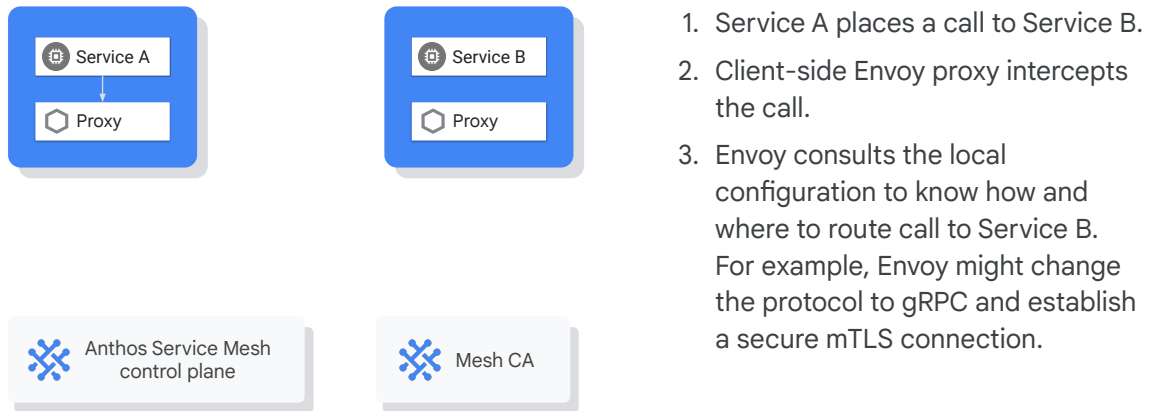 Service A
Proxy
Service B
Proxy
Anthos Service Mesh
control plane
Mesh CA
1. Service A places a call to Service B.
2. Client-side Envoy proxy intercepts
the call.
3. Envoy consults the local
configuration to know how and
where to route call to Service B.
For example, Envoy might change
the protocol to gRPC and establish
a secure mTLS connection.